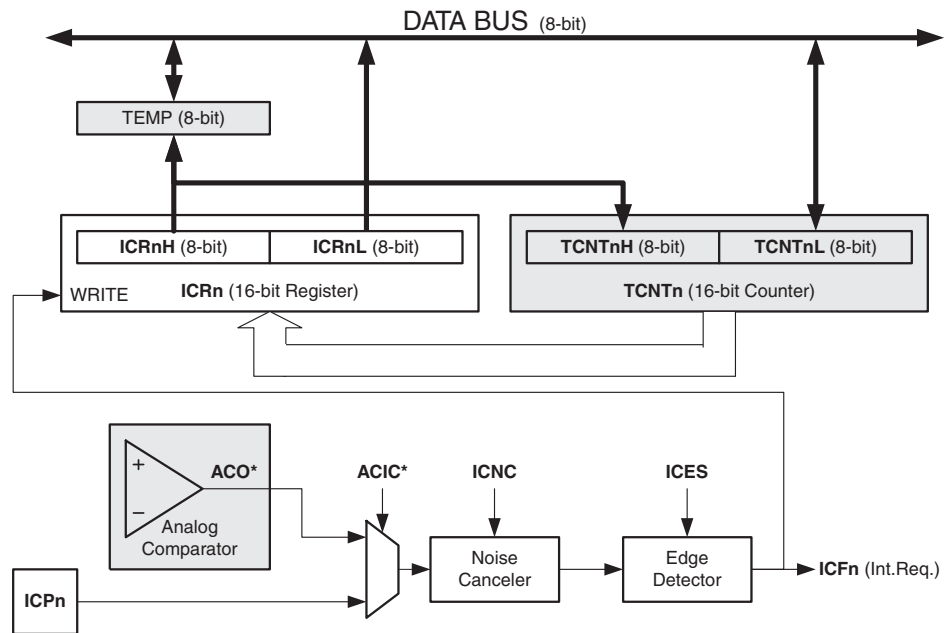 DATA BUS (8-bit)
TEMP (8-bit)
ICRnH (8-bit)
ICRnL (8-bit)
TCNTnH (8-bit)
TCNTnL (8-bit)
WRITE
ICRn (16-bit Register)
TCNTn (16-bit Counter)
+
−
ACO*
Analog
Comparator
ACIC*
ICNC
ICES
Noise
Canceler
Edge
Detector
ICFn (Int.Req.)
ICPn